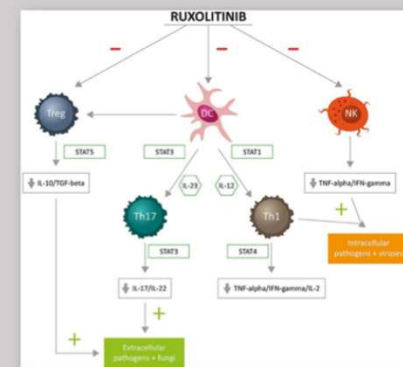 RUXOLITINIB
Treg
DC
NK
STAT5
STAT3
STAT1
IL-10/TGF-beta
IL-23
IL-12
TNF-alpha/IFN-gamma
+
Th17
Th1
Intracellular
pathogens + viruses
STAT3
STAT4
IL-17/IL-22
TNF-alpha/IFN-gamma/IL-2
+
+
Extracellular
pathogens + fungi